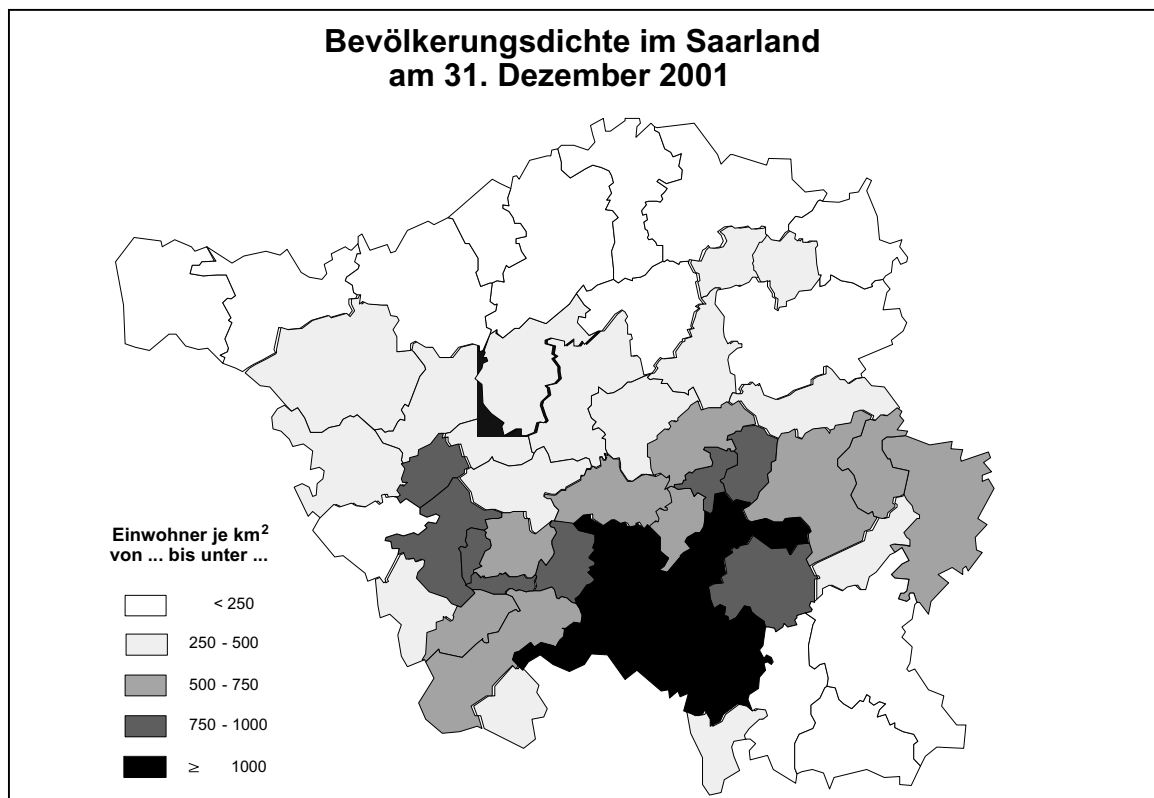 Bevölkerungsdichte im Saarland
am 31. Dezember 2001
Einwohner je km²
von ... bis unter ...
< 250
250 - 500
500 - 750
750 - 1000
≥ 1000